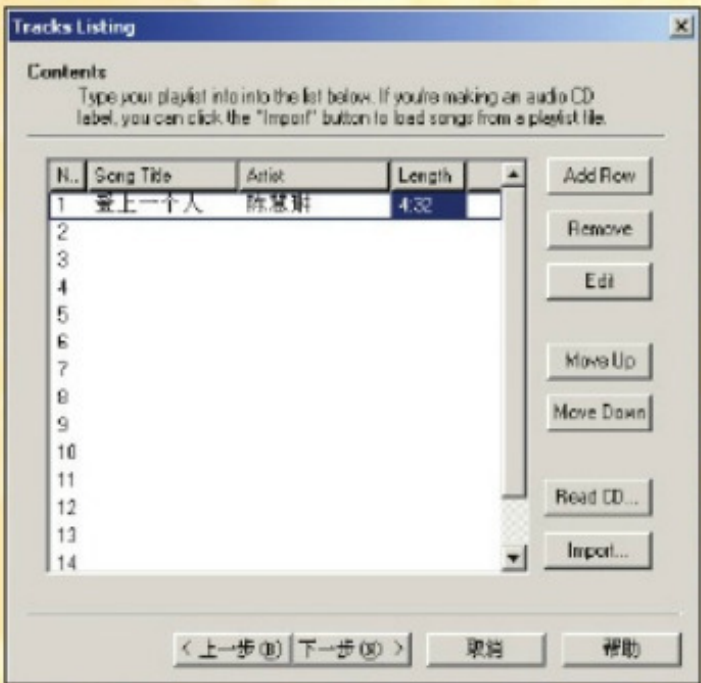 Tracks Listing
Contents
Type your playlist into into the list below. If you're making an audio CD
label, you can click the "Import" button to load songs from a playlist file.
N.. Song Title Artist Length
1 爱上一个人 陈慧琳 4:32
2
3
4
5
6
7
8
9
10
11
12
13
14
Add Row
Remove
Edit
Move Up
Move Down
Read CD...
Import...
< 上一步(B) 下一步(N) > 取消 帮助